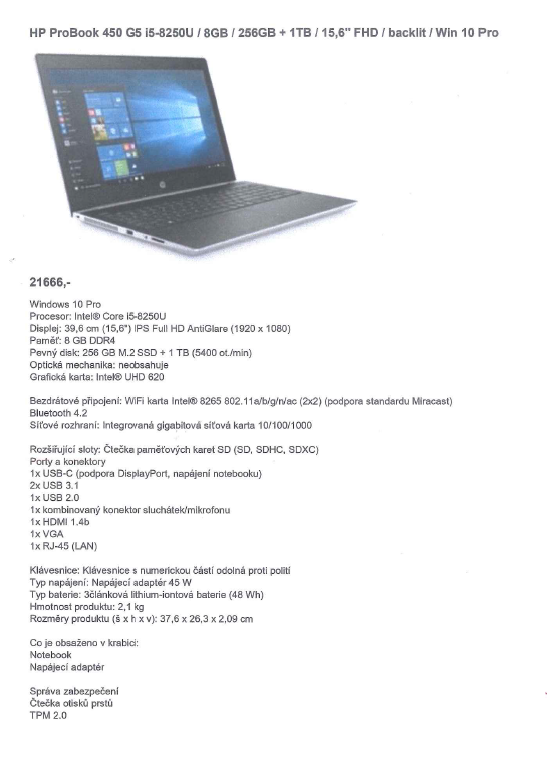 HP ProBook 450 G5 i5-8250U / 8GB / 256GB + 1TB / 15,6" FHD / backlit / Win 10 Pro
21666,-
Windows 10 Pro
Procesor: Intel® Core i5-8250U
Displej: 39,6 cm (15,6") IPS Full HD AntiGlare (1920 x 1080)
Paměť: 8 GB DDR4
Pevný disk: 256 GB M.2 SSD + 1 TB (5400 ot./min)
Optická mechanika: neobsahuje
Grafická karta: Intel® UHD 620
Bezdrátové připojení: WiFi karta Intel® 8265 802.11a/b/g/n/ac (2x2) (podpora standardu Miracast)
Bluetooth 4.2
Síťové rozhraní: Integrovaná gigabitová síťová karta 10/100/1000
Rozšiřující sloty: Čtečka paměťových karet SD (SD, SDHC, SDXC)
Porty a konektory
1x USB-C (podpora DisplayPort, napájení notebooku)
2x USB 3.1
1x USB 2.0
1x kombinovaný konektor sluchátek/mikrofonu
1x HDMI 1.4b
1x VGA
1x RJ-45 (LAN)
Klávesnice: Klávesnice s numerickou částí odolná proti polití
Typ napájení: Napájecí adaptér 45 W
Typ baterie: 3článková lithium-iontová baterie (48 Wh)
Hmotnost produktu: 2,1 kg
Rozměry produktu (š x h x v): 37,6 x 26,3 x 2,09 cm
Co je obsaženo v krabici:
Notebook
Napájecí adaptér
Správa zabezpečení
Čtečka otisků prstů
TPM 2.0